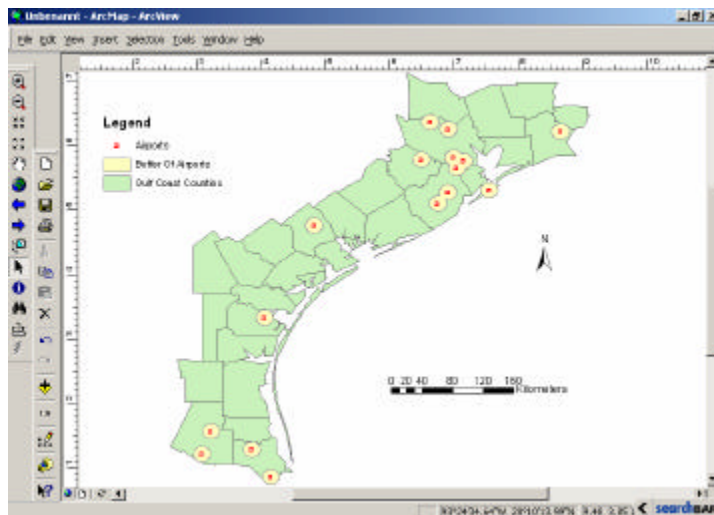 Unbenannt - ArcMap - ArcView
File Edit View Insert Selection Tools Window Help
Legend
Airports
Buffer Of Airports
Gulf Coast Counties
N
0 20 40 80 120 160
Kilometers
searchBAR